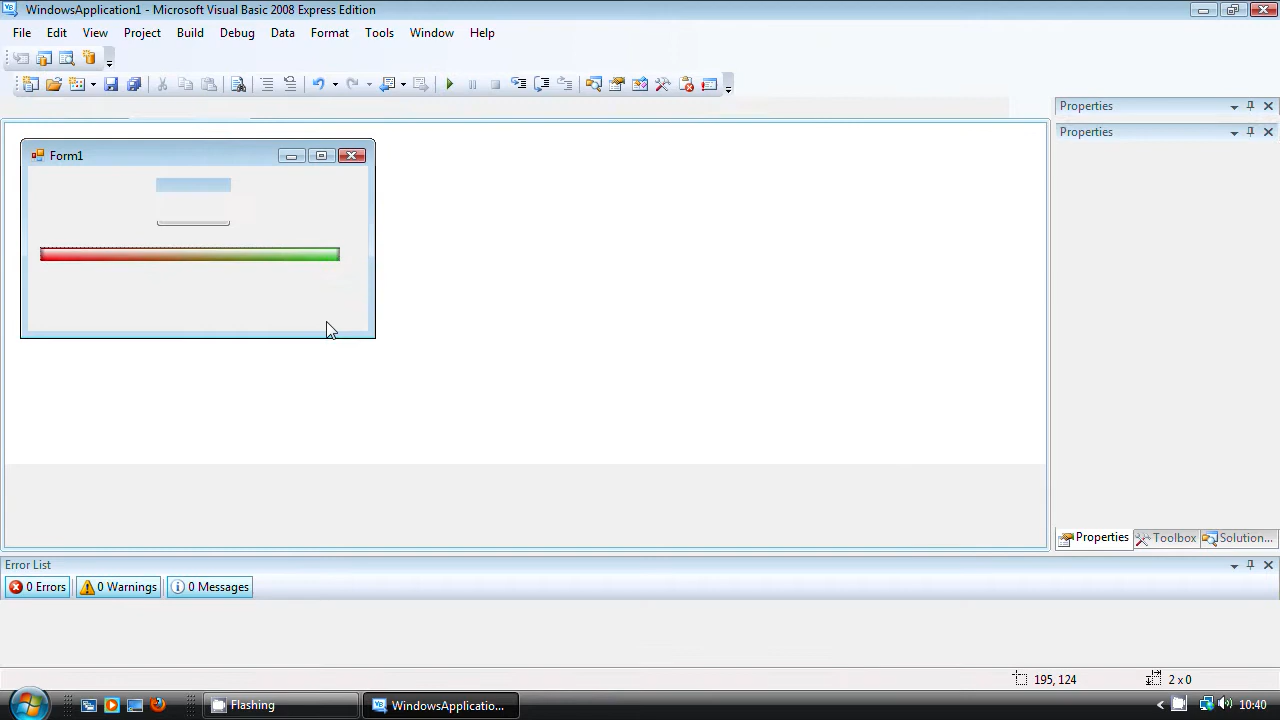 WindowsApplication1 - Microsoft Visual Basic 2008 Express Edition
File Edit View Project Build Debug Data Format Tools Window Help
Properties
Properties
Form1
Properties Toolbox Solution...
Error List
0 Errors 0 Warnings 0 Messages
195, 124 2 x 0
Flashing WindowsApplicatio... 10:40